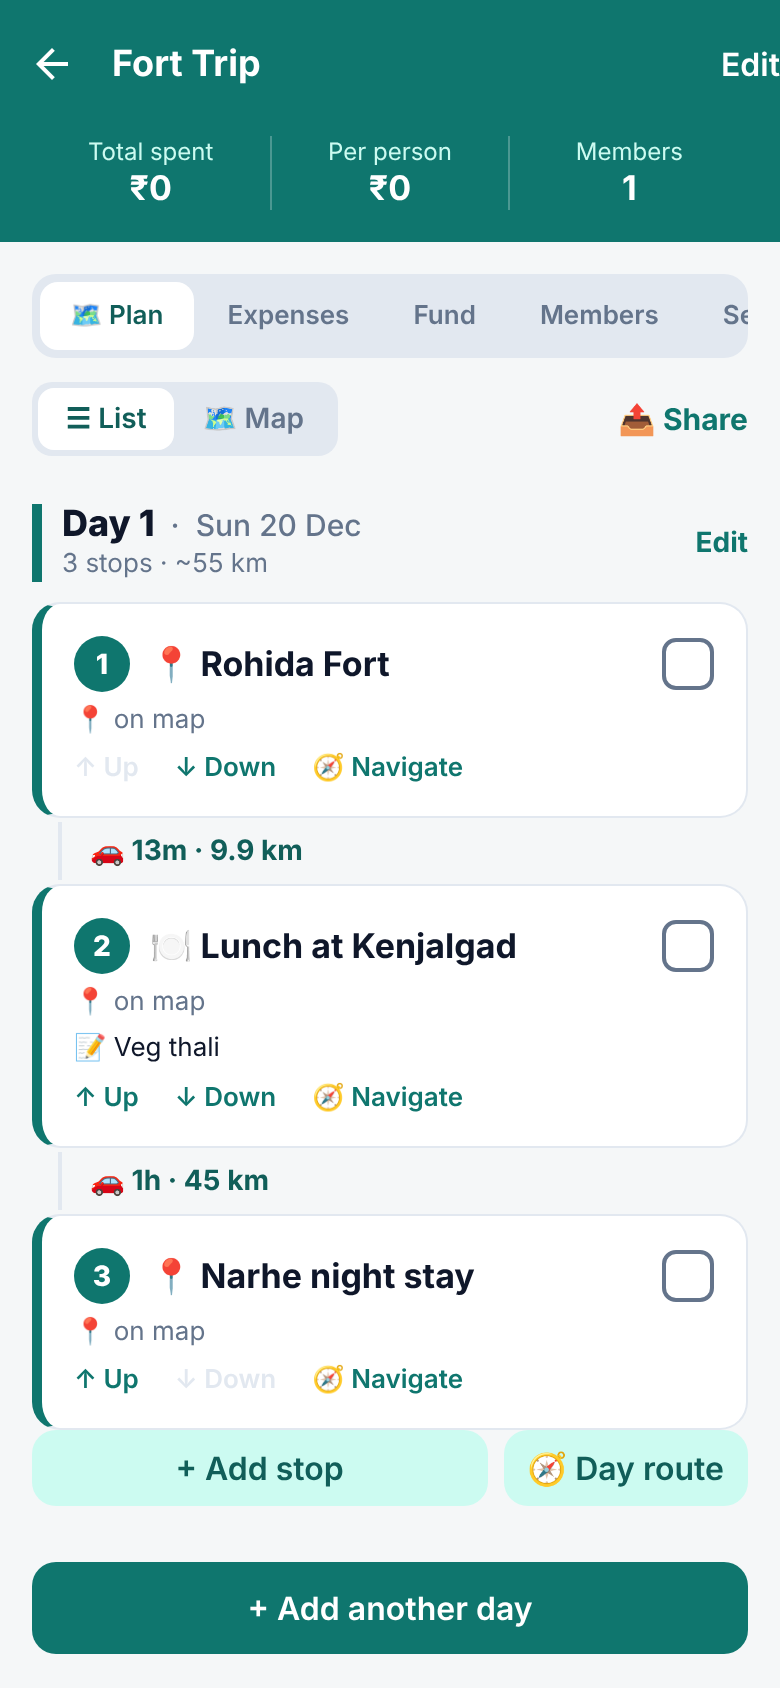 Fort Trip
Edit
Total spent
₹0
Per person
₹0
Members
1
Plan
Expenses
Fund
Members
Se
☰ List
Map
Share
Day 1 · Sun 20 Dec
3 stops · ~55 km
Edit
1 Rohida Fort
on map
↑ Up ↓ Down Navigate
13m · 9.9 km
2 Lunch at Kenjalgad
on map
Veg thali
↑ Up ↓ Down Navigate
1h · 45 km
3 Narhe night stay
on map
↑ Up ↓ Down Navigate
+ Add stop
Day route
+ Add another day